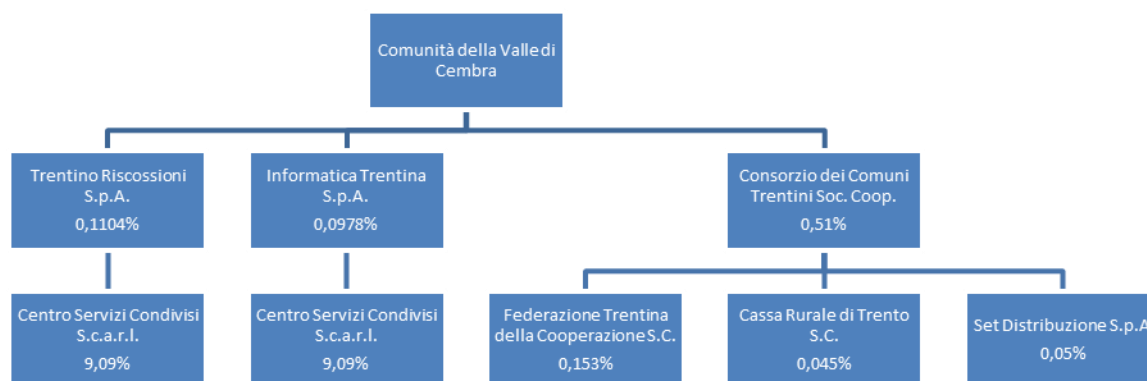 Comunità della Valle di
Cembra
Trentino Riscossioni
S.p.A.
0,1104%
Informatica Trentina
S.p.A.
0,0978%
Consorzio dei Comuni
Trentini Soc. Coop.
0,51%
Centro Servizi Condivisi
S.c.a.r.l.
9,09%
Centro Servizi Condivisi
S.c.a.r.l.
9,09%
Federazione Trentina
della Cooperazione S.C.
0,153%
Cassa Rurale di Trento
S.C.
0,045%
Set Distribuzione S.p.A
0,05%